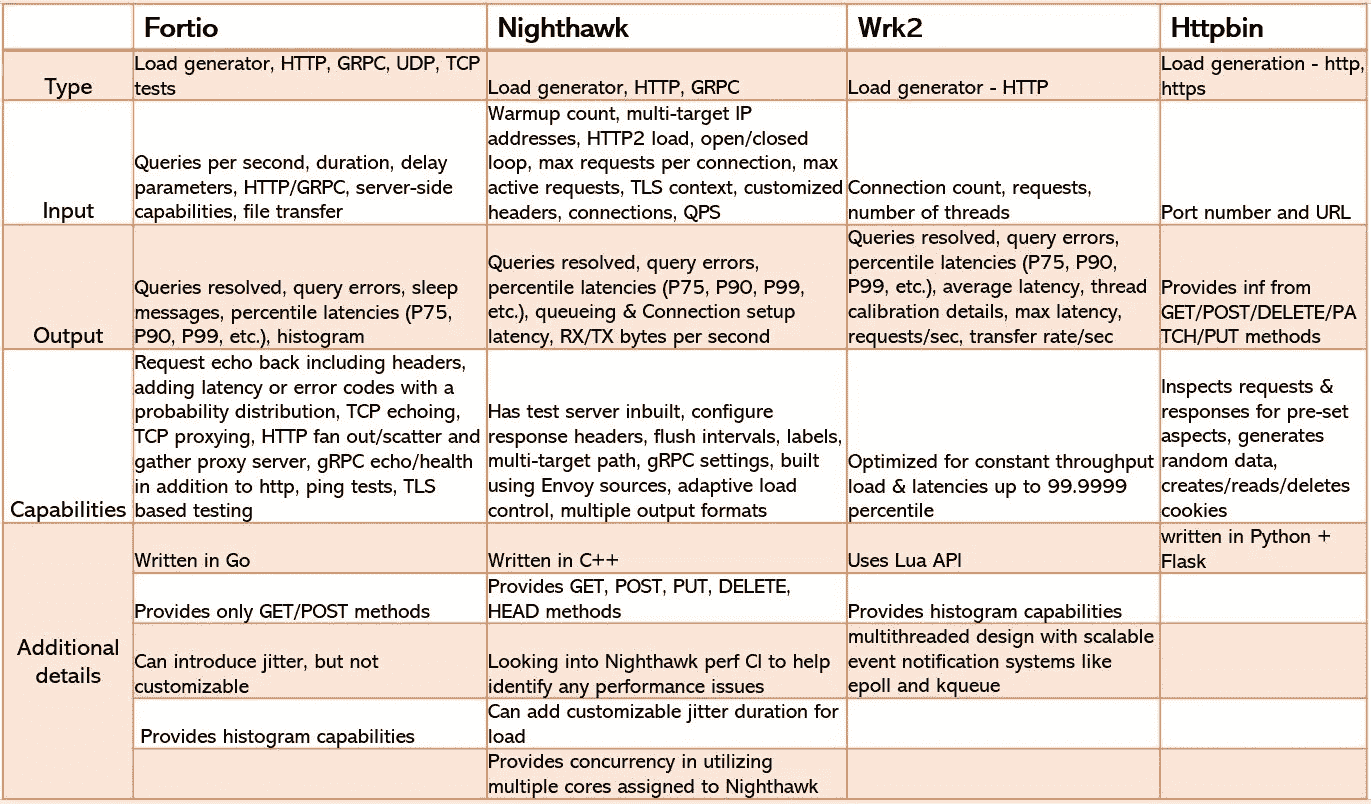 Fortio
Nighthawk
Wrk2
Httpbin
Type
Load generator, HTTP, GRPC, UDP, TCP
tests
Load generator, HTTP, GRPC
Load generator - HTTP
Load generation - http,
https
Input
Queries per second, duration, delay
parameters, HTTP/GRPC, server-side
capabilities, file transfer
Warmup count, multi-target IP
addresses, HTTP2 load, open/closed
loop, max requests per connection, max
active requests, TLS context, customized
headers, connections, QPS
Connection count, requests,
number of threads
Port number and URL
Output
Queries resolved, query errors, sleep
messages, percentile latencies (P75,
P90, P99, etc.), histogram
Queries resolved, query errors,
percentile latencies (P75, P90, P99,
etc.), queueing & Connection setup
latency, RX/TX bytes per second
Queries resolved, query errors,
percentile latencies (P75, P90,
P99, etc.), average latency, thread
calibration details, max latency,
requests/sec, transfer rate/sec
Provides inf from
GET/POST/DELETE/PA
TCH/PUT methods
Capabilities
Request echo back including headers,
adding latency or error codes with a
probability distribution, TCP echoing,
TCP proxying, HTTP fan out/scatter and
gather proxy server, gRPC echo/health
in addition to http, ping tests, TLS
based testing
Has test server inbuilt, configure
response headers, flush intervals, labels,
multi-target path, gRPC settings, built
using Envoy sources, adaptive load
control, multiple output formats
Optimized for constant throughput
load & latencies up to 99.9999
percentile
Inspects requests &
responses for pre-set
aspects, generates
random data,
creates/reads/deletes
cookies
Additional
details
Written in Go
Written in C++
Uses Lua API
written in Python +
Flask
Provides only GET/POST methods
Provides GET, POST, PUT, DELETE,
HEAD methods
Provides histogram capabilities
Can introduce jitter, but not
customizable
Looking into Nighthawk perf CI to help
identify any performance issues
multithreaded design with scalable
event notification systems like
epoll and kqueue
Provides histogram capabilities
Can add customizable jitter duration for
load
Provides concurrency in utilizing
multiple cores assigned to Nighthawk